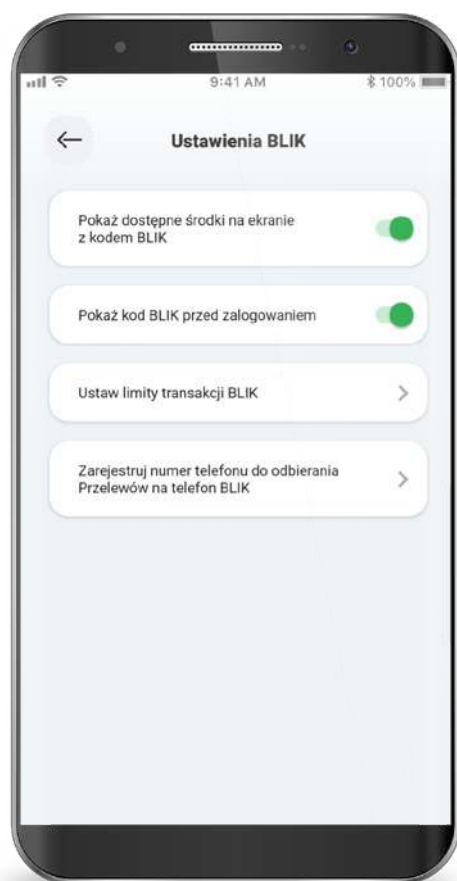 9:41 AM
100%
Ustawienia BLIK
Pokaż dostępne środki na ekranie
z kodem BLIK
Pokaż kod BLIK przed zalogowaniem
Ustaw limity transakcji BLIK
Zarejestruj numer telefonu do odbierania
Przelewów na telefon BLIK